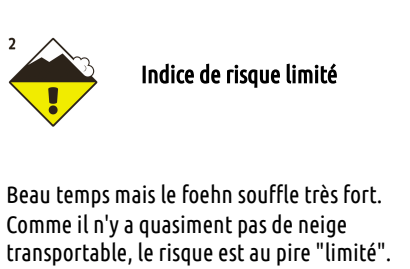 2
Indice de risque limité
Beau temps mais le foehn souffle très fort.
Comme il n'y a quasiment pas de neige
transportable, le risque est au pire "limité".